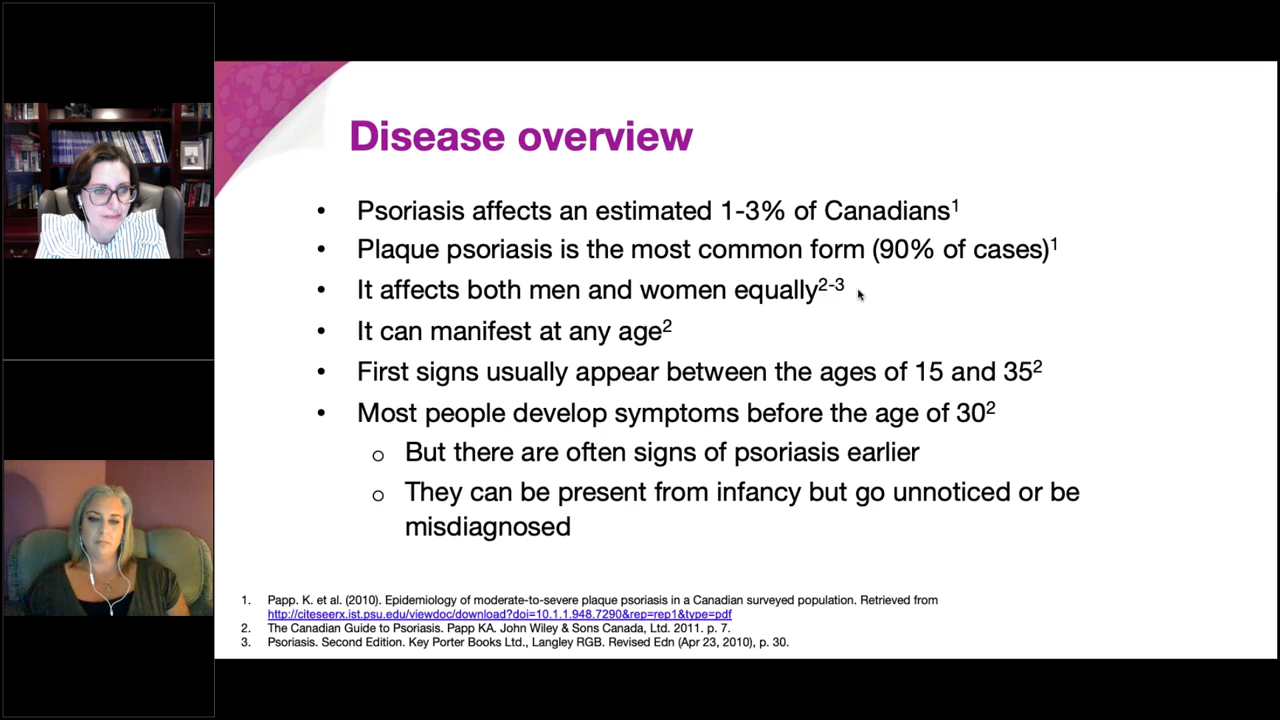 Disease overview
• Psoriasis affects an estimated 1-3% of Canadians¹
• Plaque psoriasis is the most common form (90% of cases)¹
• It affects both men and women equally²⁻³
• It can manifest at any age²
• First signs usually appear between the ages of 15 and 35²
• Most people develop symptoms before the age of 30²
o But there are often signs of psoriasis earlier
o They can be present from infancy but go unnoticed or be
misdiagnosed
1. Papp. K. et al. (2010). Epidemiology of moderate-to-severe plaque psoriasis in a Canadian surveyed population. Retrieved from
http://citeseerx.ist.psu.edu/viewdoc/download?doi=10.1.1.948.7290&rep=rep1&type=pdf
2. The Canadian Guide to Psoriasis. Papp KA. John Wiley & Sons Canada, Ltd. 2011. p. 7.
3. Psoriasis. Second Edition. Key Porter Books Ltd., Langley RGB. Revised Edn (Apr 23, 2010), p. 30.